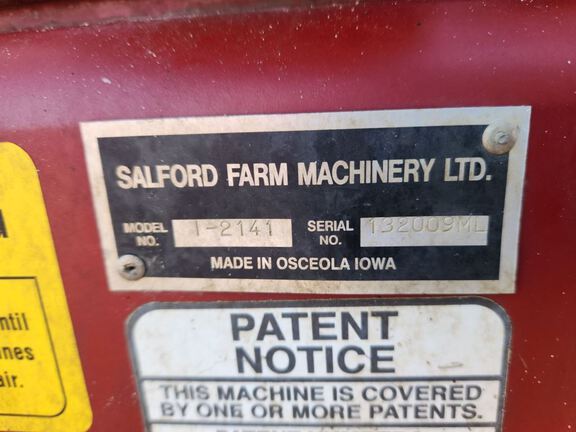 SALFORD FARM MACHINERY LTD.
MODEL NO. I-2141 SERIAL NO. 132009ML
MADE IN OSCEOLA IOWA
ntil
nes
air.
PATENT
NOTICE
THIS MACHINE IS COVERED
BY ONE OR MORE PATENTS.